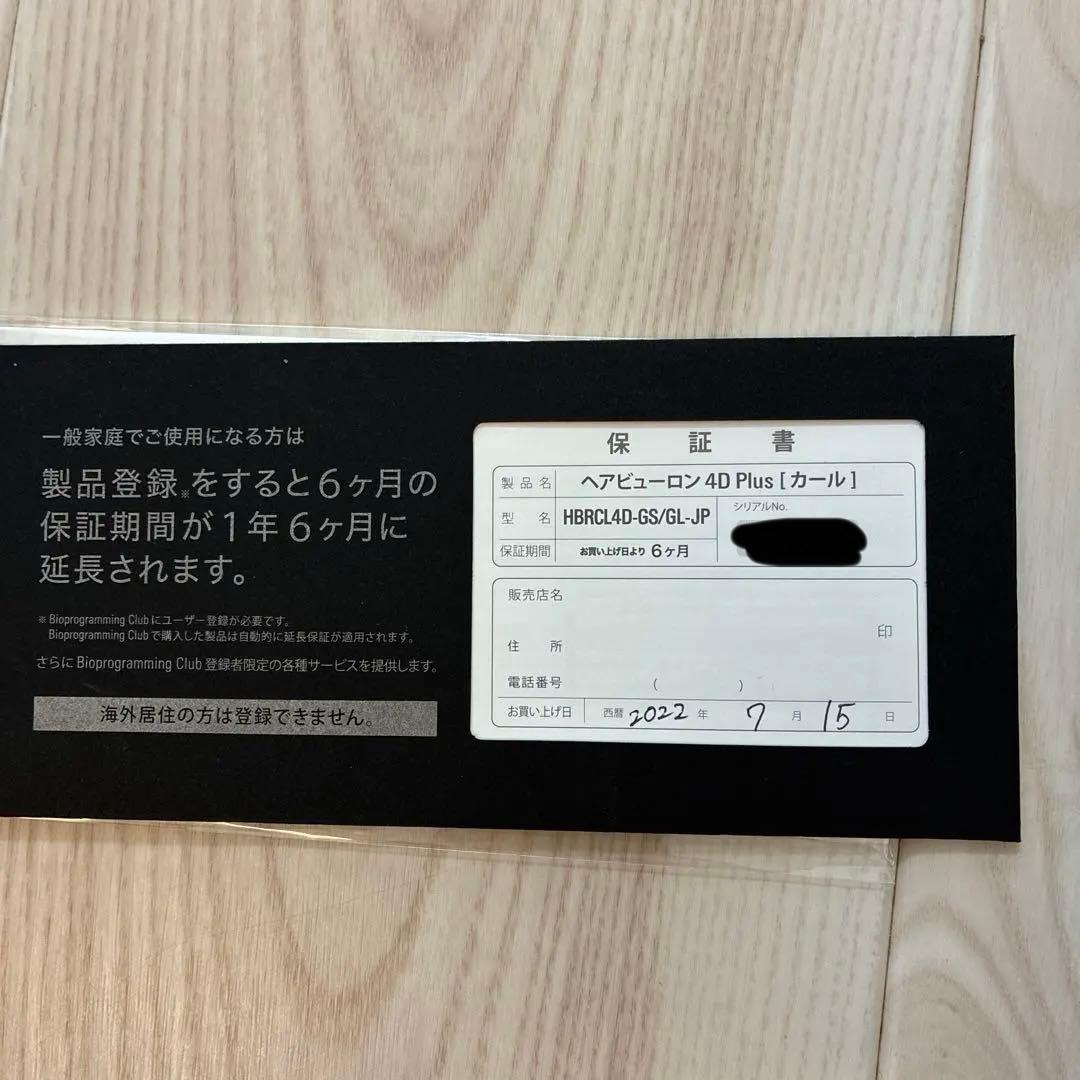 一般家庭でご使用になる方は
製品登録※をすると6ヶ月の
保証期間が1年6ヶ月に
延長されます。
※ Bioprogramming Clubにユーザー登録が必要です。
Bioprogramming Clubで購入した製品は自動的に延長保証が適用されます。
さらにBioprogramming Club登録者限定の各種サービスを提供します。
海外居住の方は登録できません。
保証書
製品名 ヘアビューロン 4D Plus [カール]
型名 HBRCL4D-GS/GL-JP シリアルNo.
保証期間 お買い上げ日より 6ヶ月
販売店名
住所 印
電話番号 ( )
お買い上げ日 西暦 2022 年 7 月 15 日